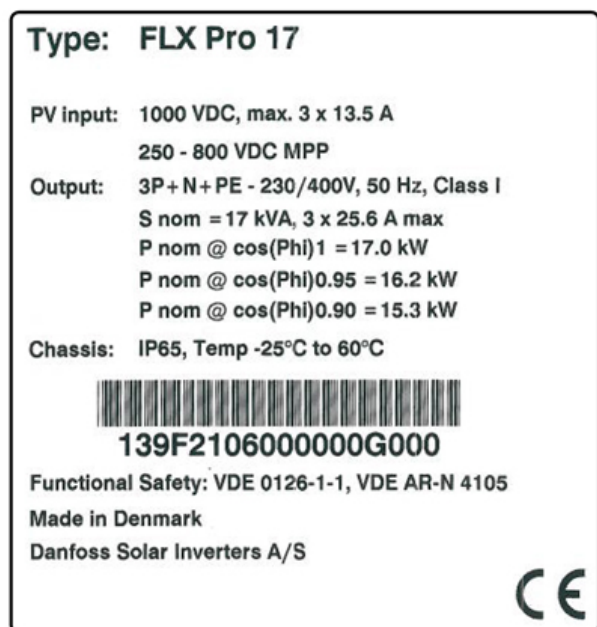 Type: FLX Pro 17
PV input: 1000 VDC, max. 3 x 13.5 A
250 - 800 VDC MPP
Output: 3P+N+PE - 230/400V, 50 Hz, Class I
S nom =17 kVA, 3 x 25.6 A max
P nom @ cos(Phi)1 =17.0 kW
P nom @ cos(Phi)0.95 =16.2 kW
P nom @ cos(Phi)0.90 =15.3 kW
Chassis: IP65, Temp -25°C to 60°C
139F2106000000G000
Functional Safety: VDE 0126-1-1, VDE AR-N 4105
Made in Denmark
Danfoss Solar Inverters A/S
CE